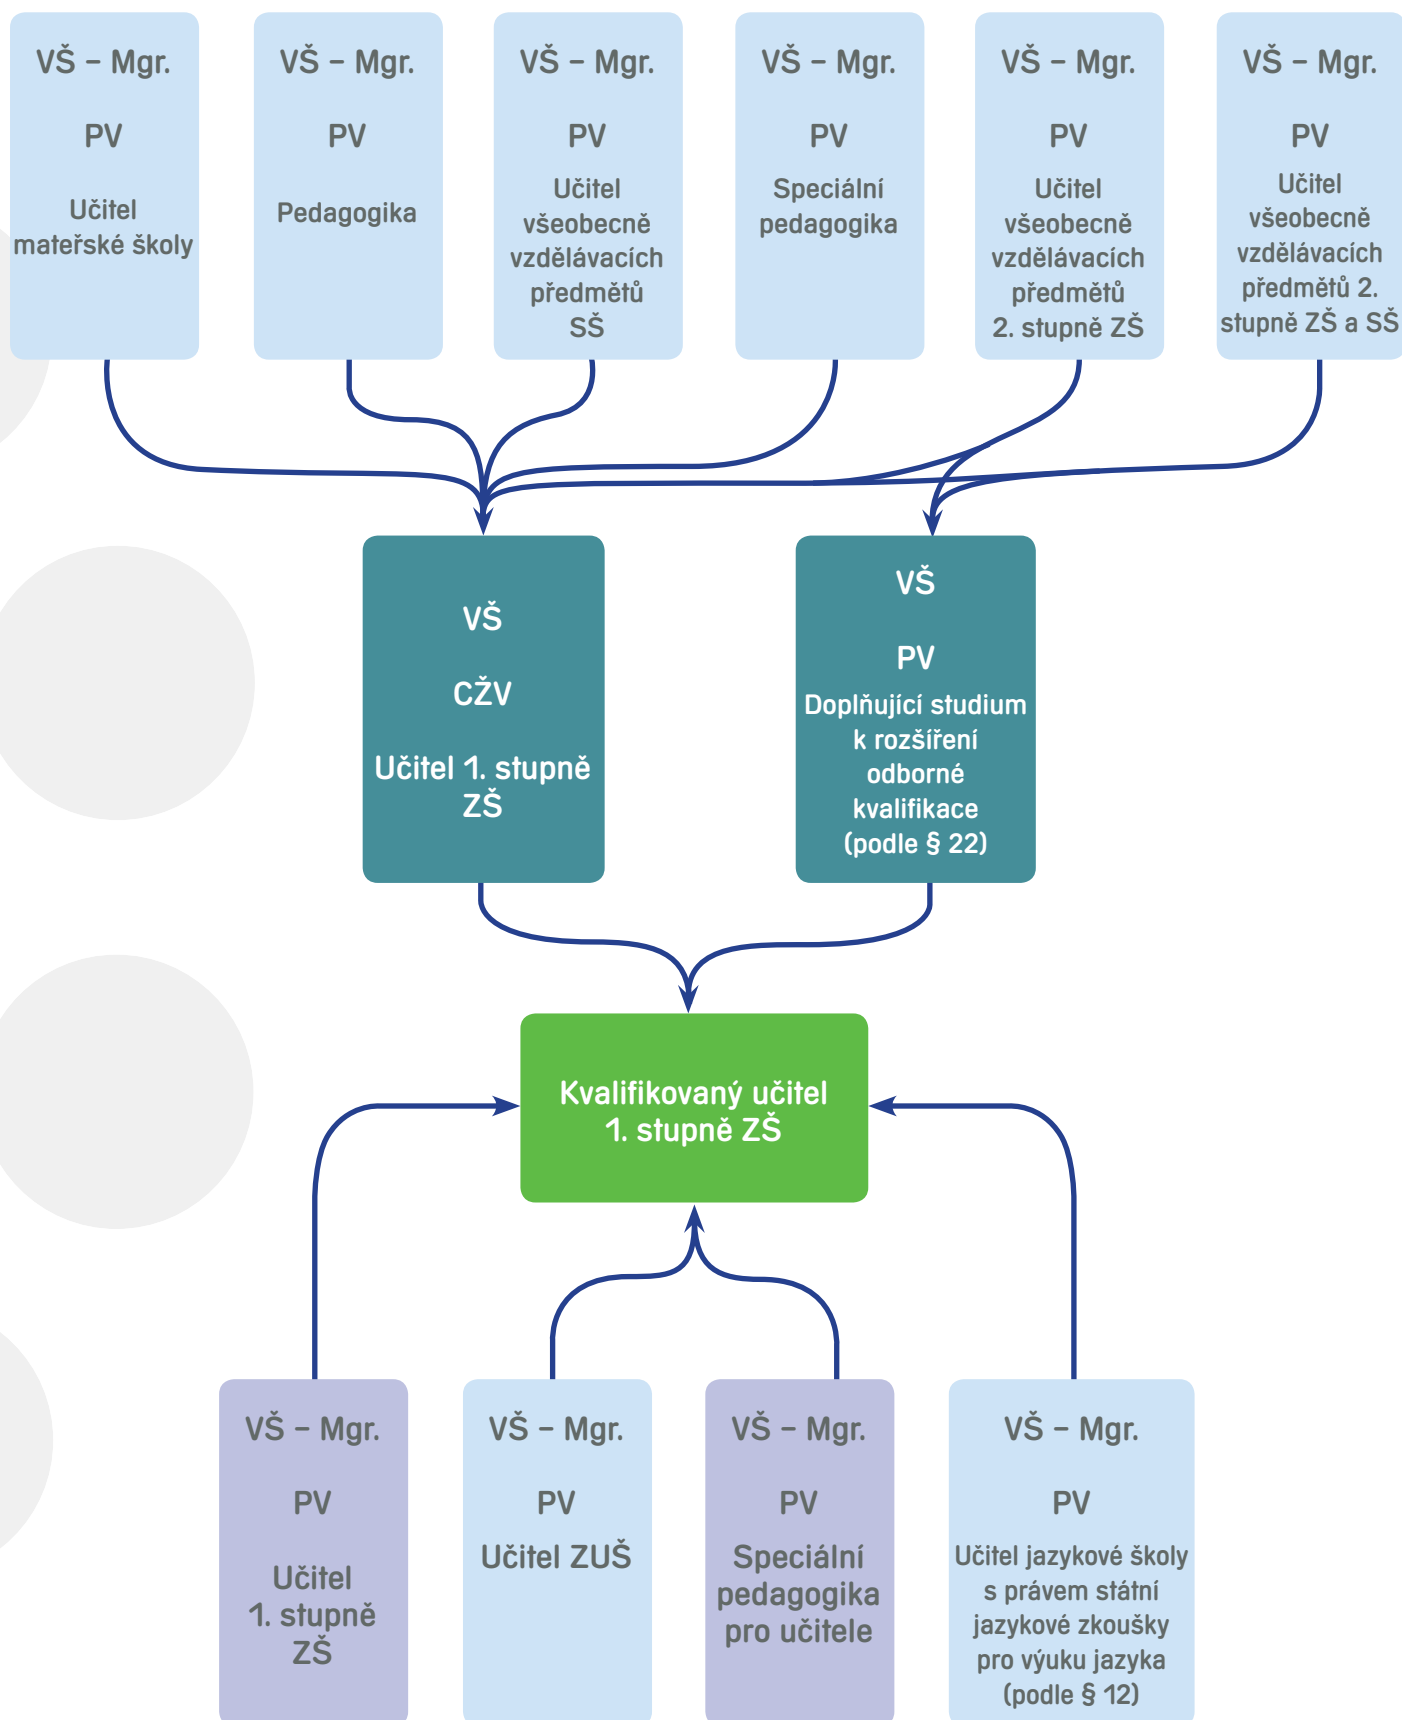 VŠ – Mgr.
PV
Učitel
mateřské školy
VŠ – Mgr.
PV
Pedagogika
VŠ – Mgr.
PV
Učitel
všeobecně
vzdělávacích
předmětů
SŠ
VŠ – Mgr.
PV
Speciální
pedagogika
VŠ – Mgr.
PV
Učitel
všeobecně
vzdělávacích
předmětů
2. stupně ZŠ
VŠ – Mgr.
PV
Učitel
všeobecně
vzdělávacích
předmětů 2.
stupně ZŠ a SŠ
VŠ
CŽV
Učitel 1. stupně
ZŠ
VŠ
PV
Doplňující studium
k rozšíření
odborné
kvalifikace
(podle § 22)
Kvalifikovaný učitel
1. stupně ZŠ
VŠ – Mgr.
PV
Učitel
1. stupně
ZŠ
VŠ – Mgr.
PV
Učitel ZUŠ
VŠ – Mgr.
PV
Speciální
pedagogika
pro učitele
VŠ – Mgr.
PV
Učitel jazykové školy
s právem státní
jazykové zkoušky
pro výuku jazyka
(podle § 12)